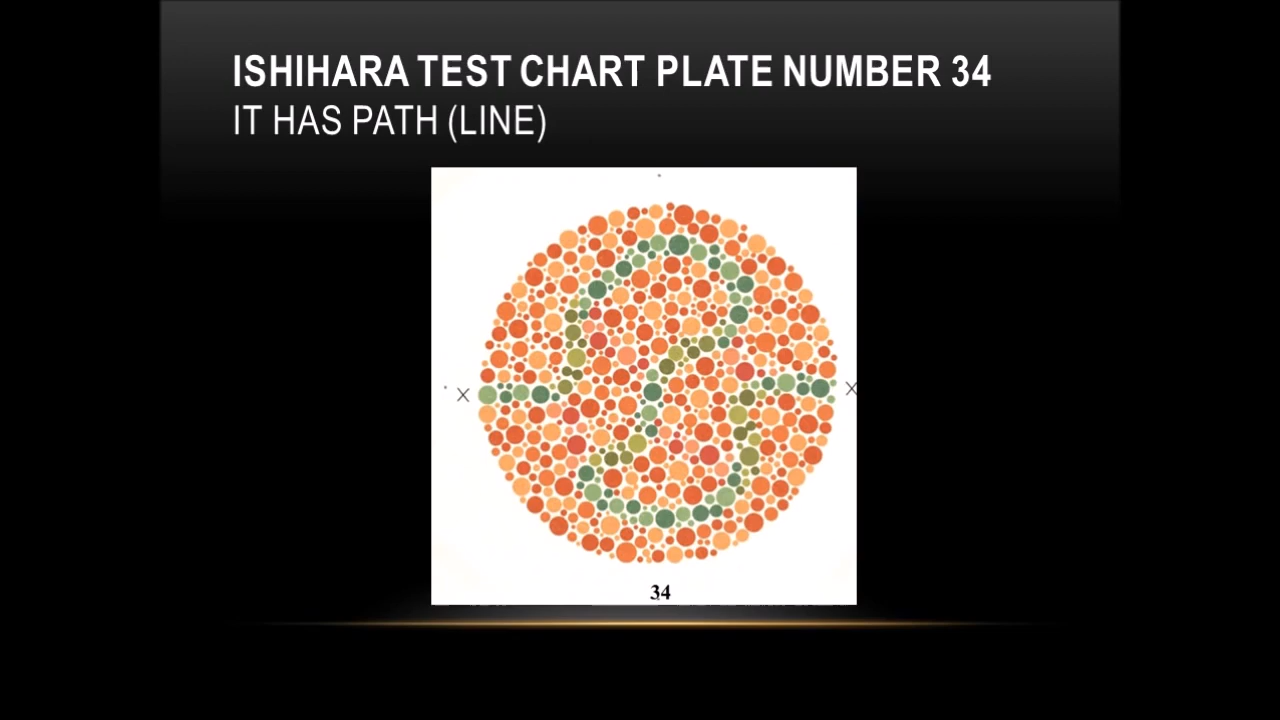 ISHIHARA TEST CHART PLATE NUMBER 34
IT HAS PATH (LINE)
X X
34